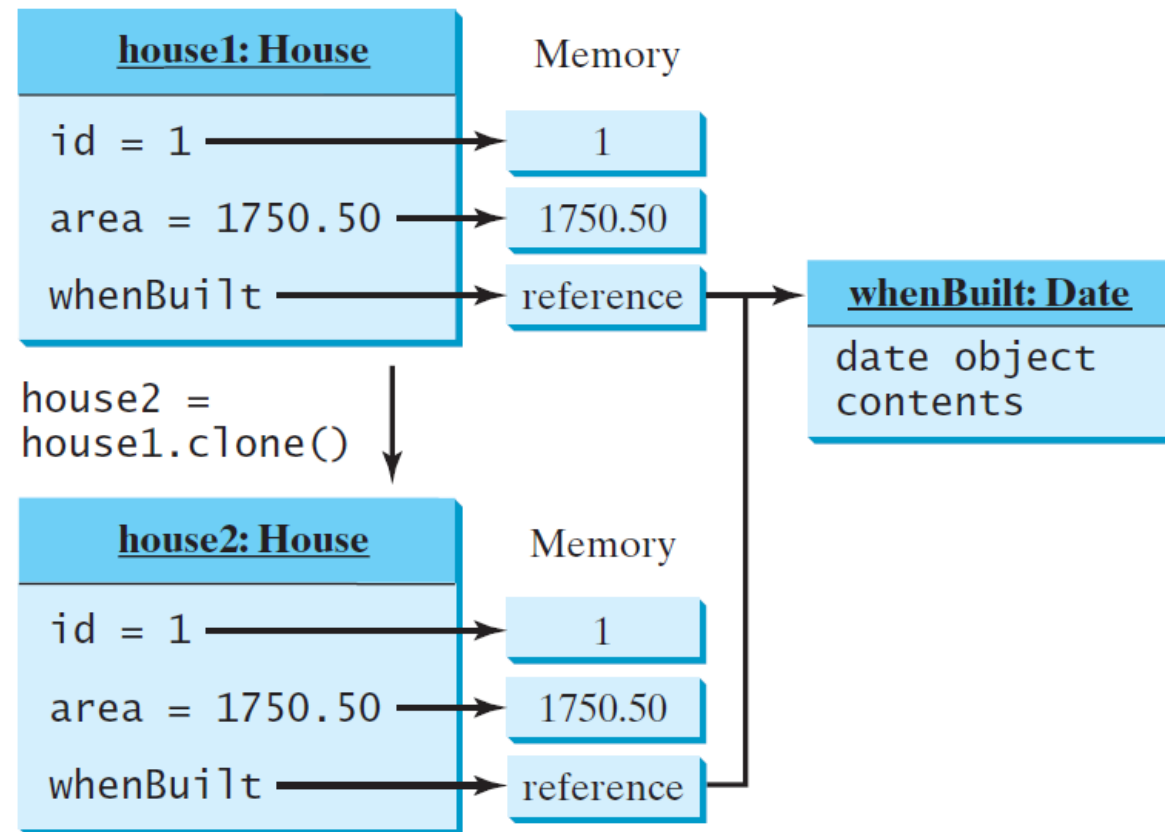 house1: House
Memory
id = 1
1
area = 1750.50
1750.50
whenBuilt
reference
whenBuilt: Date
date object
contents
house2 =
house1.clone()
house2: House
Memory
id = 1
1
area = 1750.50
1750.50
whenBuilt
reference